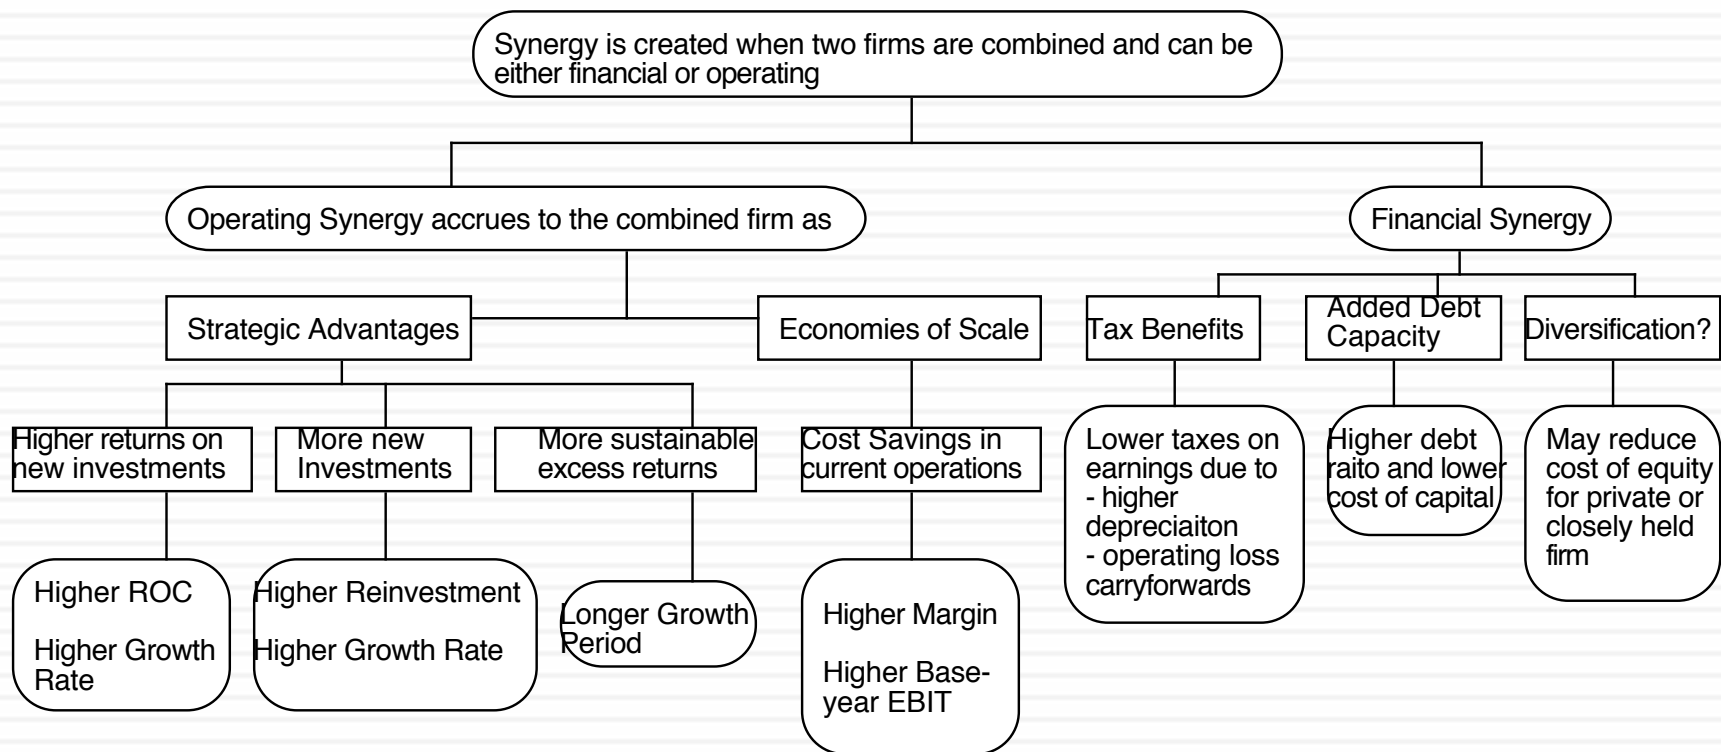 Synergy is created when two firms are combined and can be
either financial or operating
Operating Synergy accrues to the combined firm as
Financial Synergy
Strategic Advantages
Economies of Scale
Tax Benefits
Added Debt
Capacity
Diversification?
Higher returns on
new investments
More new
Investments
More sustainable
excess returns
Cost Savings in
current operations
Lower taxes on
earnings due to
- higher
depreciaiton
- operating loss
carryforwards
Higher debt
raito and lower
cost of capital
May reduce
cost of equity
for private or
closely held
firm
Higher ROC
Higher Growth
Rate
Higher Reinvestment
Higher Growth Rate
Longer Growth
Period
Higher Margin
Higher Base-
year EBIT